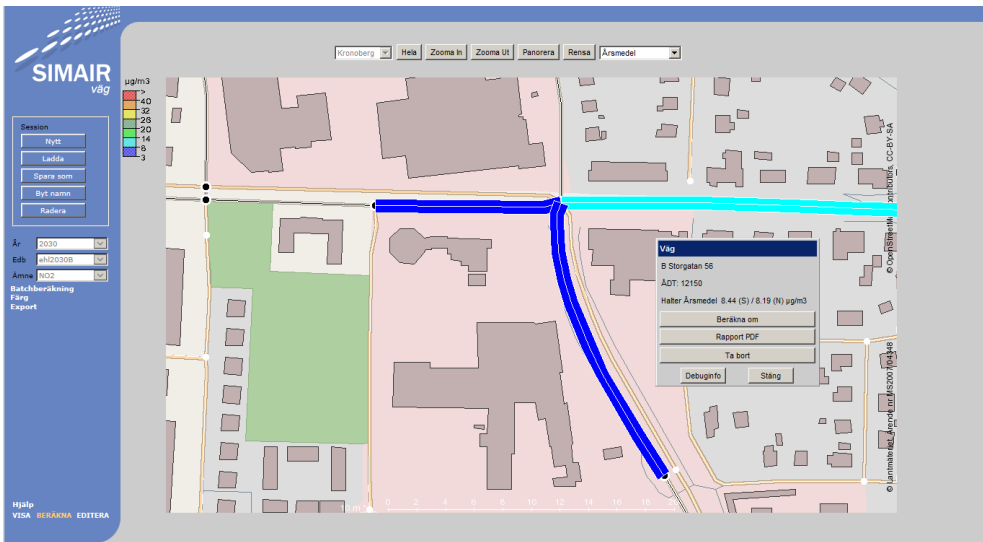 SIMAIR
väg
Kronoberg Hela Zooma In Zooma Ut Panorera Rensa Årsmedel
µg/m3
>
40
32
26
20
14
8
3
Session
Nytt
Ladda
Spara som
Byt namn
Radera
År 2030
Edb ehl2030B
Ämne NO2
Batchberäkning
Färg
Export
Väg
B Storgatan 56
ÅDT: 12150
Halter Årsmedel 8.44 (S) / 8.19 (N) µg/m3
Beräkna om
Rapport PDF
Ta bort
Debuginfo Stäng
© OpenStreetMap contributors, CC-BY-SA
© Lantmäteriet, Ärende nr MS2007/04348
0 2 4 6 8 10 12 14 16 18
10 m
Hjälp
VISA BERÄKNA EDITERA